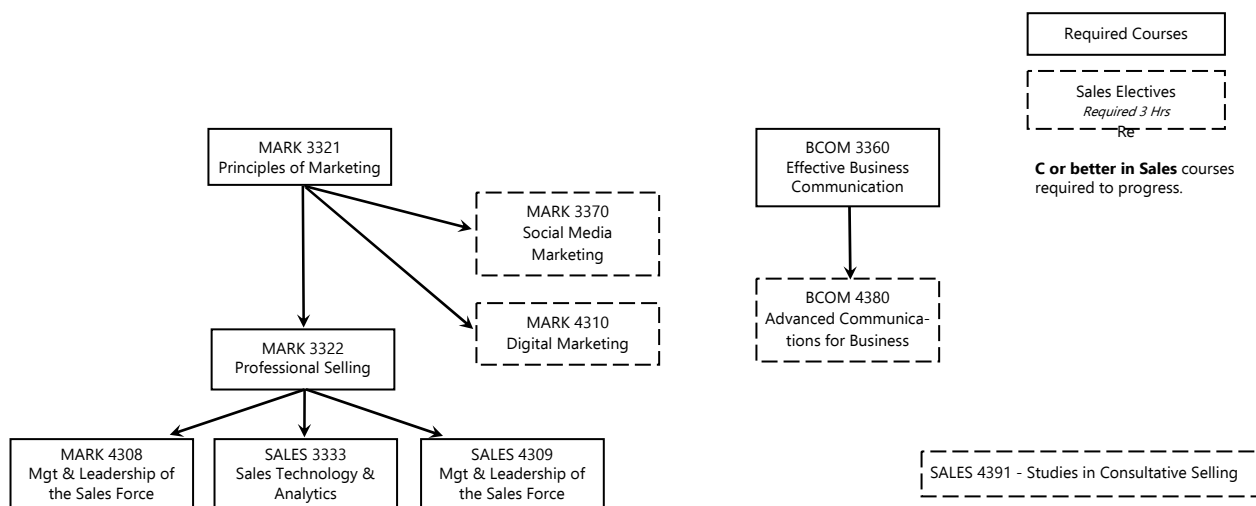 Required Courses
Sales Electives
Required 3 Hrs
Re
C or better in Sales courses
required to progress.
MARK 3321
Principles of Marketing
BCOM 3360
Effective Business
Communication
MARK 3370
Social Media
Marketing
MARK 4310
Digital Marketing
BCOM 4380
Advanced Communica-
tions for Business
MARK 3322
Professional Selling
MARK 4308
Mgt & Leadership of
the Sales Force
SALES 3333
Sales Technology &
Analytics
SALES 4309
Mgt & Leadership of
the Sales Force
SALES 4391 - Studies in Consultative Selling